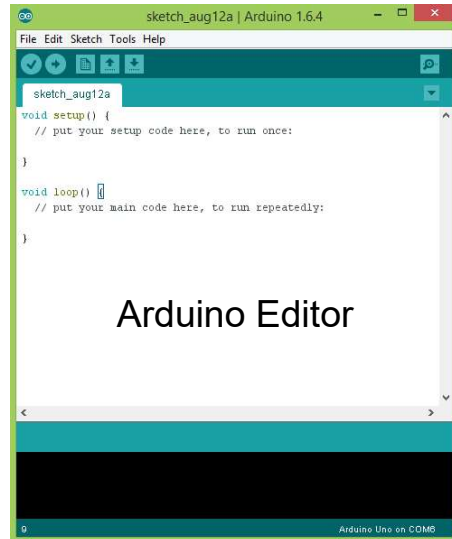 sketch_aug12a | Arduino 1.6.4
File Edit Sketch Tools Help
sketch_aug12a
void setup() {
  // put your setup code here, to run once:
}
void loop() {
  // put your main code here, to run repeatedly:
}
Arduino Editor
9 Arduino Uno on COM6